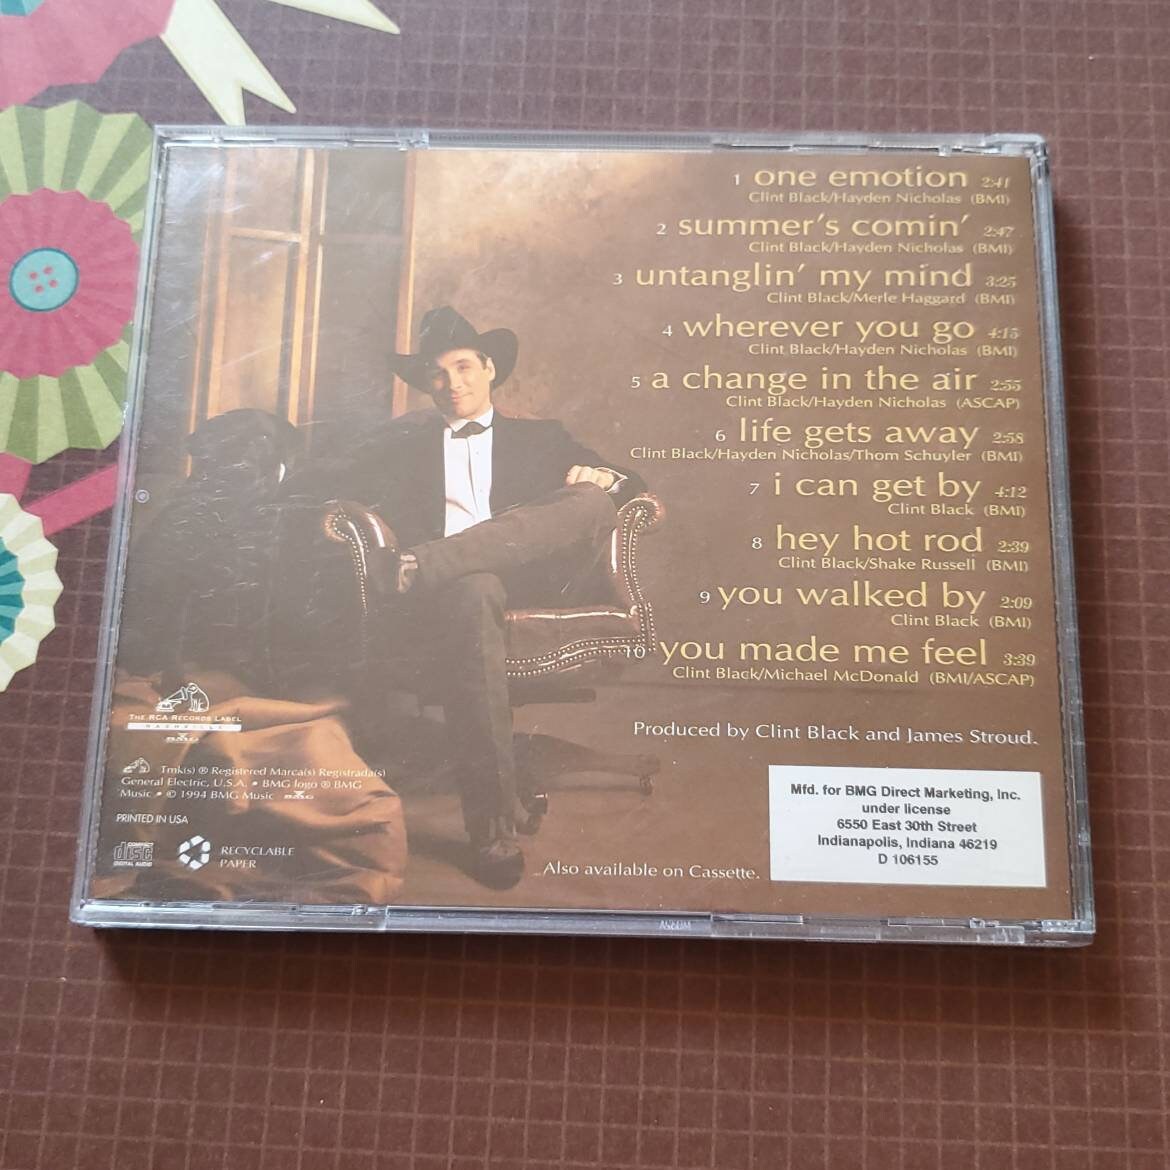 1 one emotion 2:41
Clint Black/Hayden Nicholas (BMI)
2 summer's comin' 2:47
Clint Black/Hayden Nicholas (BMI)
3 untanglin' my mind 3:25
Clint Black/Merle Haggard (BMI)
4 wherever you go 4:15
Clint Black/Hayden Nicholas (BMI)
5 a change in the air 2:55
Clint Black/Hayden Nicholas (ASCAP)
6 life gets away 2:58
Clint Black/Hayden Nicholas/Thom Schuyler (BMI)
7 i can get by 4:12
Clint Black (BMI)
8 hey hot rod 2:39
Clint Black/Shake Russell (BMI)
9 you walked by 2:09
Clint Black (BMI)
10 you made me feel 3:39
Clint Black/Michael McDonald (BMI/ASCAP)
Produced by Clint Black and James Stroud.
THE RCA RECORDS LABEL
NASHVILLE
BMG
Tmk(s) ® Registered Marca(s) Registrada(s)
General Electric, U.S.A. • BMG logo ® BMG
Music • © 1994 BMG Music BMG
PRINTED IN USA
COMPACT
disc
DIGITAL AUDIO
RECYCLABLE
PAPER
Also available on Cassette.
Mfd. for BMG Direct Marketing, Inc.
under license
6550 East 30th Street
Indianapolis, Indiana 46219
D 106155